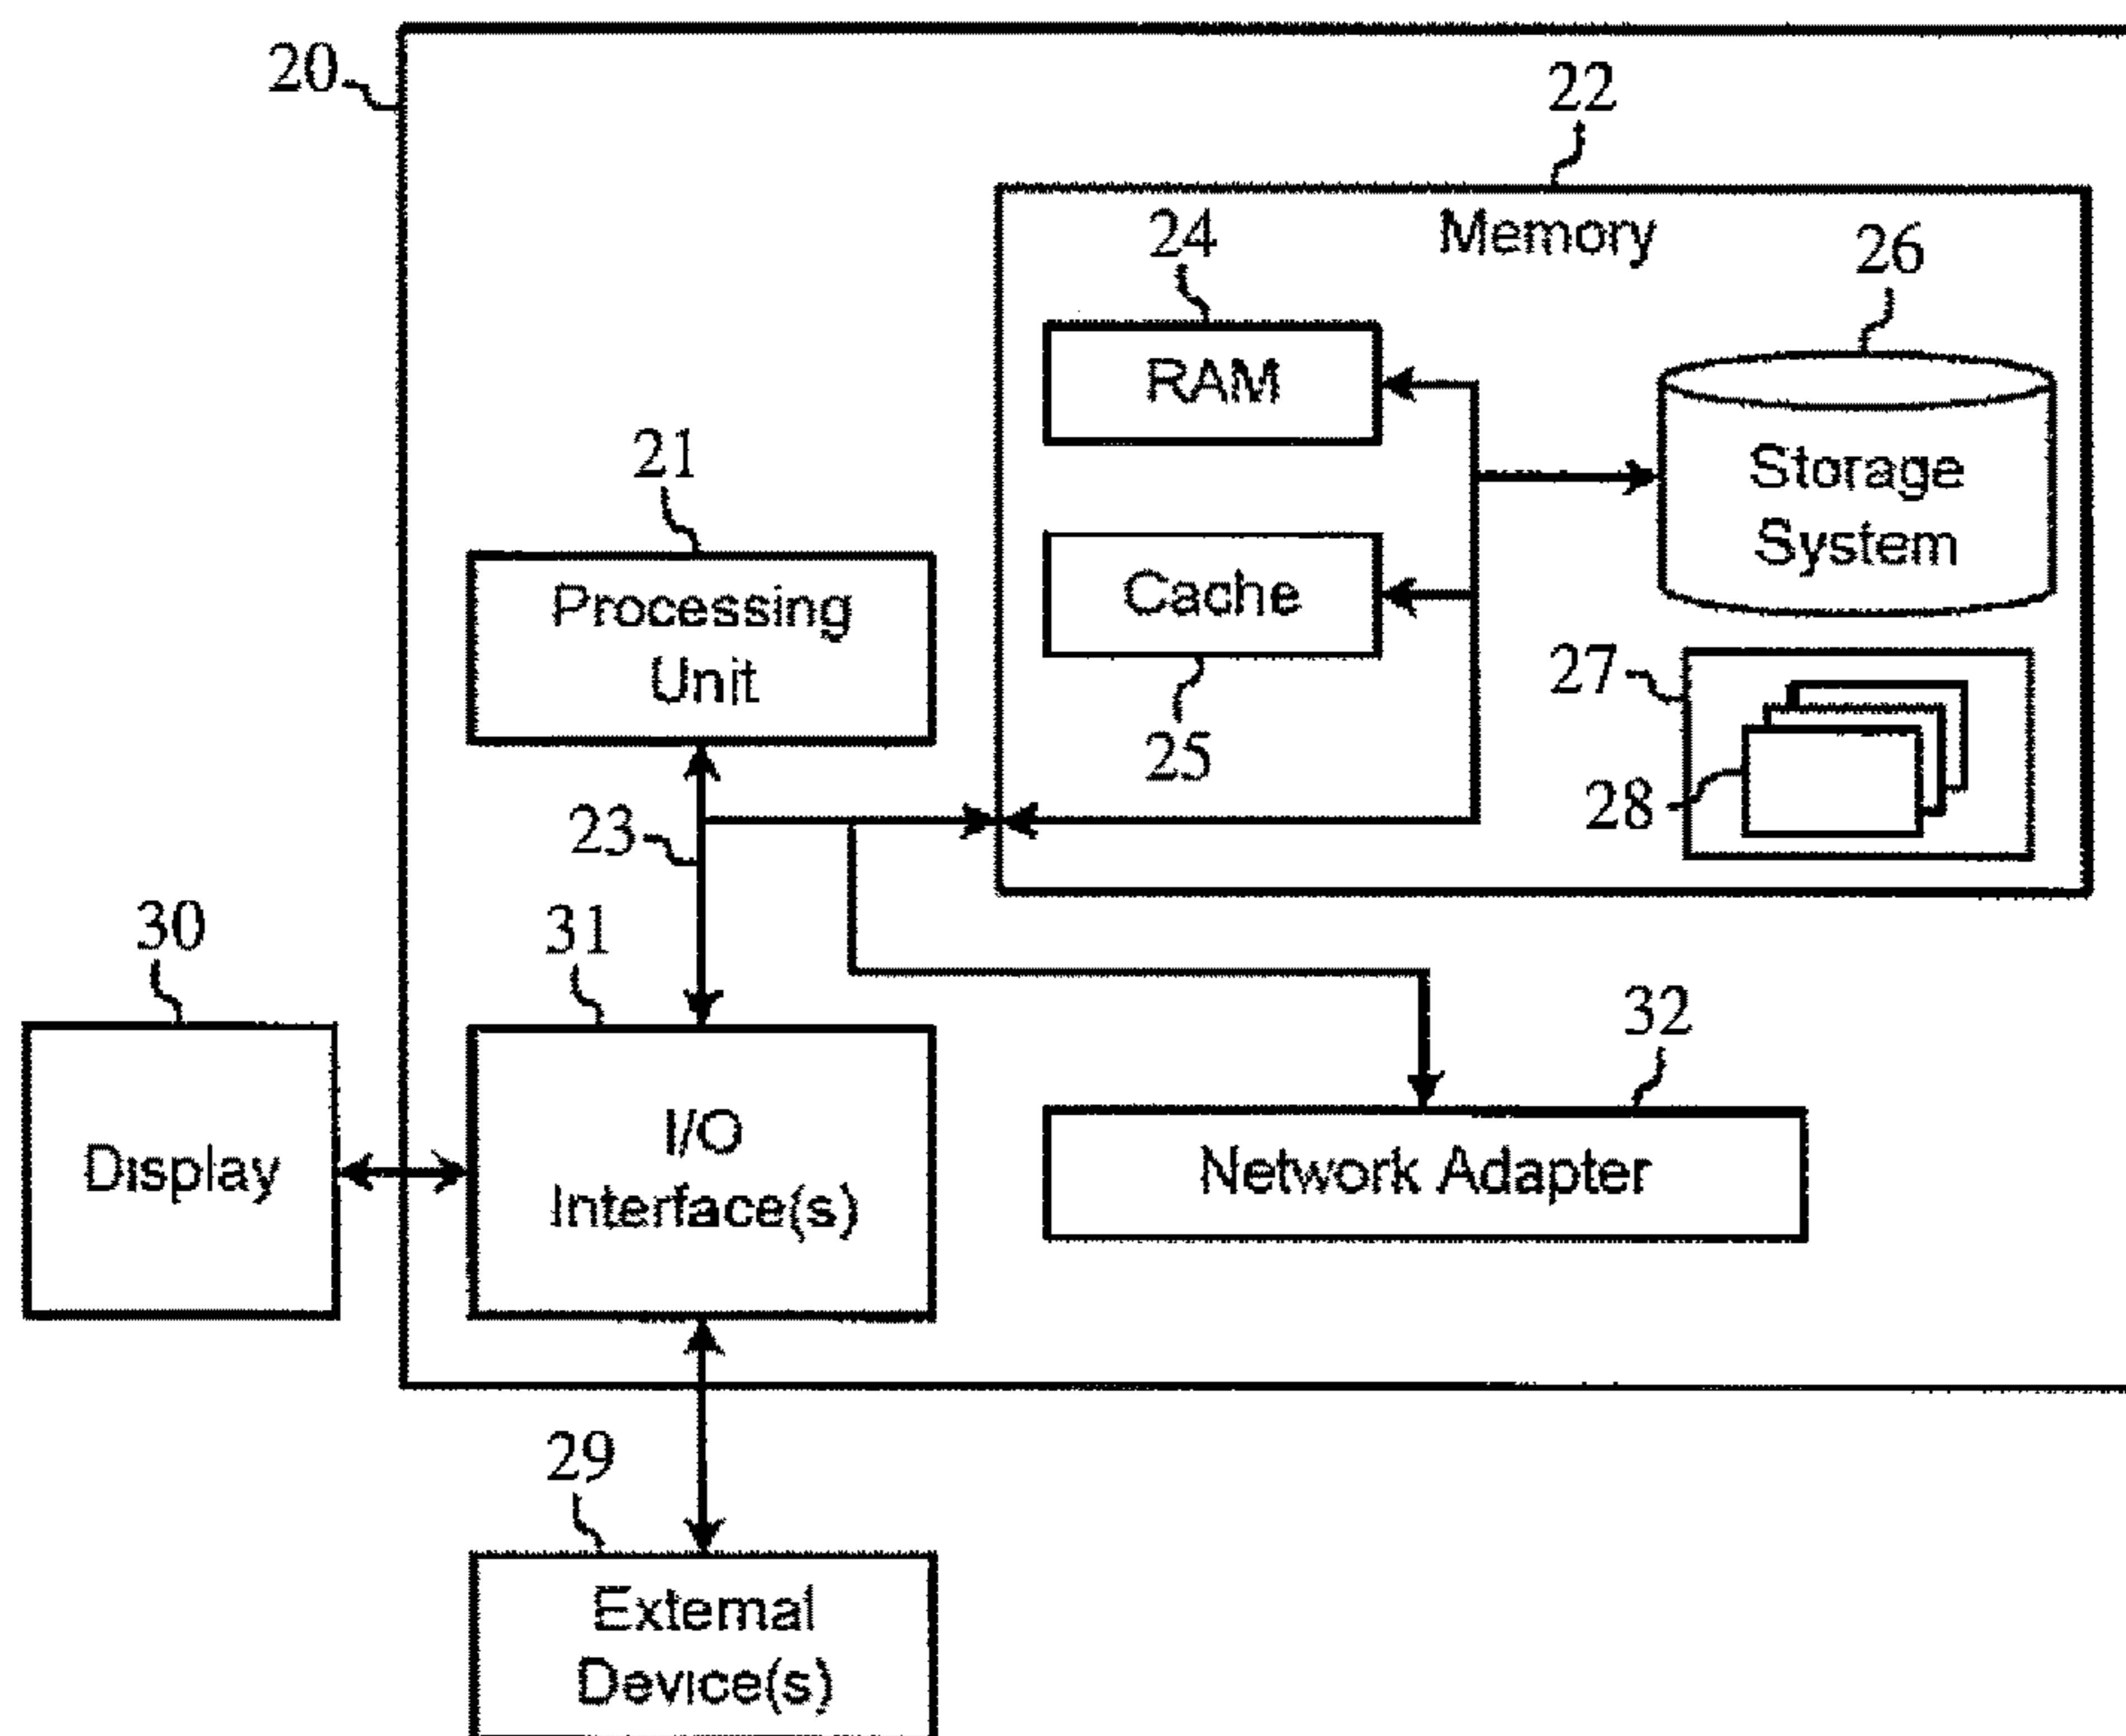 20
22
Memory
24
26
RAM
Storage
System
21
Processing
Unit
Cache
25
27
28
23
30
31
32
Display
I/O
Interface(s)
Network Adapter
29
External
Device(s)